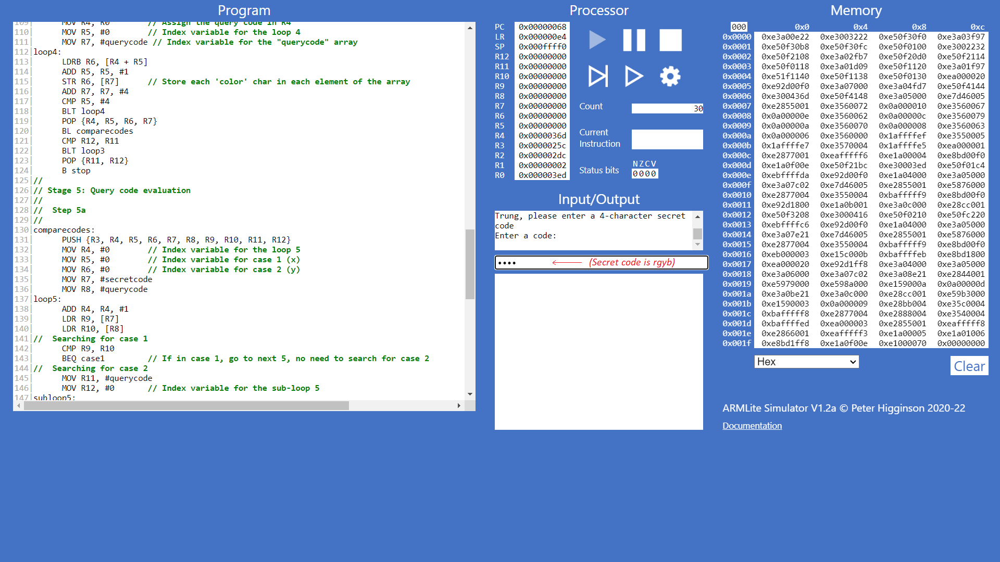 Program
109| MOV R4, R0 // Assign the query code in R4
110| MOV R5, #0 // Index variable for the loop 4
111| MOV R7, #querycode // Index variable for the "querycode" array
112|loop4:
113| LDRB R6, [R4 + R5]
114| ADD R5, R5, #1
115| STR R6, [R7] // Store each 'color' char in each element of the array
116| ADD R7, R7, #4
117| CMP R5, #4
118| BLT loop4
119| POP {R4, R5, R6, R7}
120| BL comparecodes
121| CMP R12, R11
122| BLT loop3
123| POP {R11, R12}
124| B stop
125|//
126|// Stage 5: Query code evaluation
127|//
128|// Step 5a
129|//
130|comparecodes:
131| PUSH {R3, R4, R5, R6, R7, R8, R9, R10, R11, R12}
132| MOV R4, #0 // Index variable for the loop 5
133| MOV R5, #0 // Index variable for case 1 (x)
134| MOV R6, #0 // Index variable for case 2 (y)
135| MOV R7, #secretcode
136| MOV R8, #querycode
137|loop5:
138| ADD R4, R4, #1
139| LDR R9, [R7]
140| LDR R10, [R8]
141|// Searching for case 1
142| CMP R9, R10
143| BEQ case1 // If in case 1, go to next 5, no need to search for case 2
144|// Searching for case 2
145| MOV R11, #querycode
146| MOV R12, #0 // Index variable for the sub-loop 5
147|subloop5:
Processor
PC 0x00000068
LR 0x000000e4
SP 0x000ffff0
R12 0x00000000
R11 0x00000000
R10 0x00000000
R9 0x00000000
R8 0x00000000
R7 0x00000000
R6 0x00000000
R5 0x00000000
R4 0x0000036d
R3 0x0000025c
R2 0x000002dc
R1 0x00000002
R0 0x000003ed
Count 30
Current
Instruction
NZCV
Status bits 0000
Input/Output
Trung, please enter a 4-character secret
code
Enter a code:
•••• (Secret code is rgyb)
Memory
000 0x0 0x4 0x8 0xc
0x0000 0xe3a00e22 0xe3003222 0xe50f30f0 0xe3a03f97
0x0001 0xe50f30b8 0xe50f30fc 0xe50f0100 0xe3002232
0x0002 0xe50f2108 0xe3a02fb7 0xe50f20d0 0xe50f2114
0x0003 0xe50f0118 0xe3a01d09 0xe50f1120 0xe3a01f97
0x0004 0xe51f1140 0xe50f1138 0xe50f0130 0xea000020
0x0005 0xe92d00f0 0xe3a07000 0xe3a04fd7 0xe50f4144
0x0006 0xe300436d 0xe50f4148 0xe3a05000 0xe7d46005
0x0007 0xe2855001 0xe3560072 0x0a000010 0xe3560067
0x0008 0x0a00000e 0xe3560062 0x0a00000c 0xe3560079
0x0009 0x0a00000a 0xe3560070 0x0a000008 0xe3560063
0x000a 0x0a000006 0xe3560000 0x1affffef 0xe3550005
0x000b 0x1affffe7 0xe3570004 0x1affffe5 0xea000001
0x000c 0xe2877001 0xeafffff6 0xe1a00004 0xe8bd00f0
0x000d 0xe1a0f00e 0xe50f21bc 0xe30003ed 0xe50f01c4
0x000e 0xebffffda 0xe92d00f0 0xe1a04000 0xe3a05000
0x000f 0xe3a07c02 0xe7d46005 0xe2855001 0xe5876000
0x0010 0xe2877004 0xe3550004 0xbafffff9 0xe8bd00f0
0x0011 0xe92d1800 0xe1a0b001 0xe3a0c000 0xe28cc001
0x0012 0xe50f3208 0xe3000416 0xe50f0210 0xe50fc220
0x0013 0xebffffc6 0xe92d00f0 0xe1a04000 0xe3a05000
0x0014 0xe3a07e21 0xe7d46005 0xe2855001 0xe5876000
0x0015 0xe2877004 0xe3550004 0xbafffff9 0xe8bd00f0
0x0016 0xeb000003 0xe15c000b 0xbaffffeb 0xe8bd1800
0x0017 0xea000020 0xe92d1ff8 0xe3a04000 0xe3a05000
0x0018 0xe3a06000 0xe3a07c02 0xe3a08e21 0xe2844001
0x0019 0xe5979000 0xe598a000 0xe159000a 0x0a00000d
0x001a 0xe3a0be21 0xe3a0c000 0xe28cc001 0xe59b3000
0x001b 0xe1590003 0x0a000009 0xe28bb004 0xe35c0004
0x001c 0xbafffff8 0xe2877004 0xe2888004 0xe3540004
0x001d 0xbaffffed 0xea000003 0xe2855001 0xeafffff8
0x001e 0xe2866001 0xeafffff3 0xe1a00005 0xe1a01006
0x001f 0xe8bd1ff8 0xe1a0f00e 0xe1000070 0x00000000
Hex
Clear
ARMLite Simulator V1.2a © Peter Higginson 2020-22
Documentation